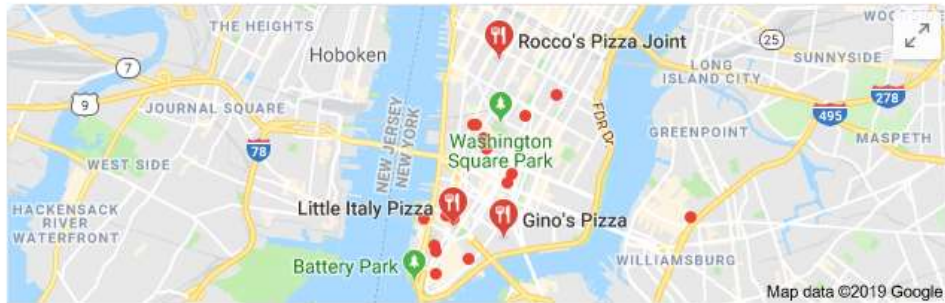 THE HEIGHTS
Hoboken
7
9
JOURNAL SQUARE
78
WEST SIDE
HACKENSACK
RIVER
WATERFRONT
NEW JERSEY
NEW YORK
Rocco's Pizza Joint
Washington
Square Park
FDR Dr
Little Italy Pizza
Gino's Pizza
Battery Park
25
SUNNYSIDE
LONG
ISLAND CITY
495
278
GREENPOINT
MASPETH
WILLIAMSBURG
Map data ©2019 Google